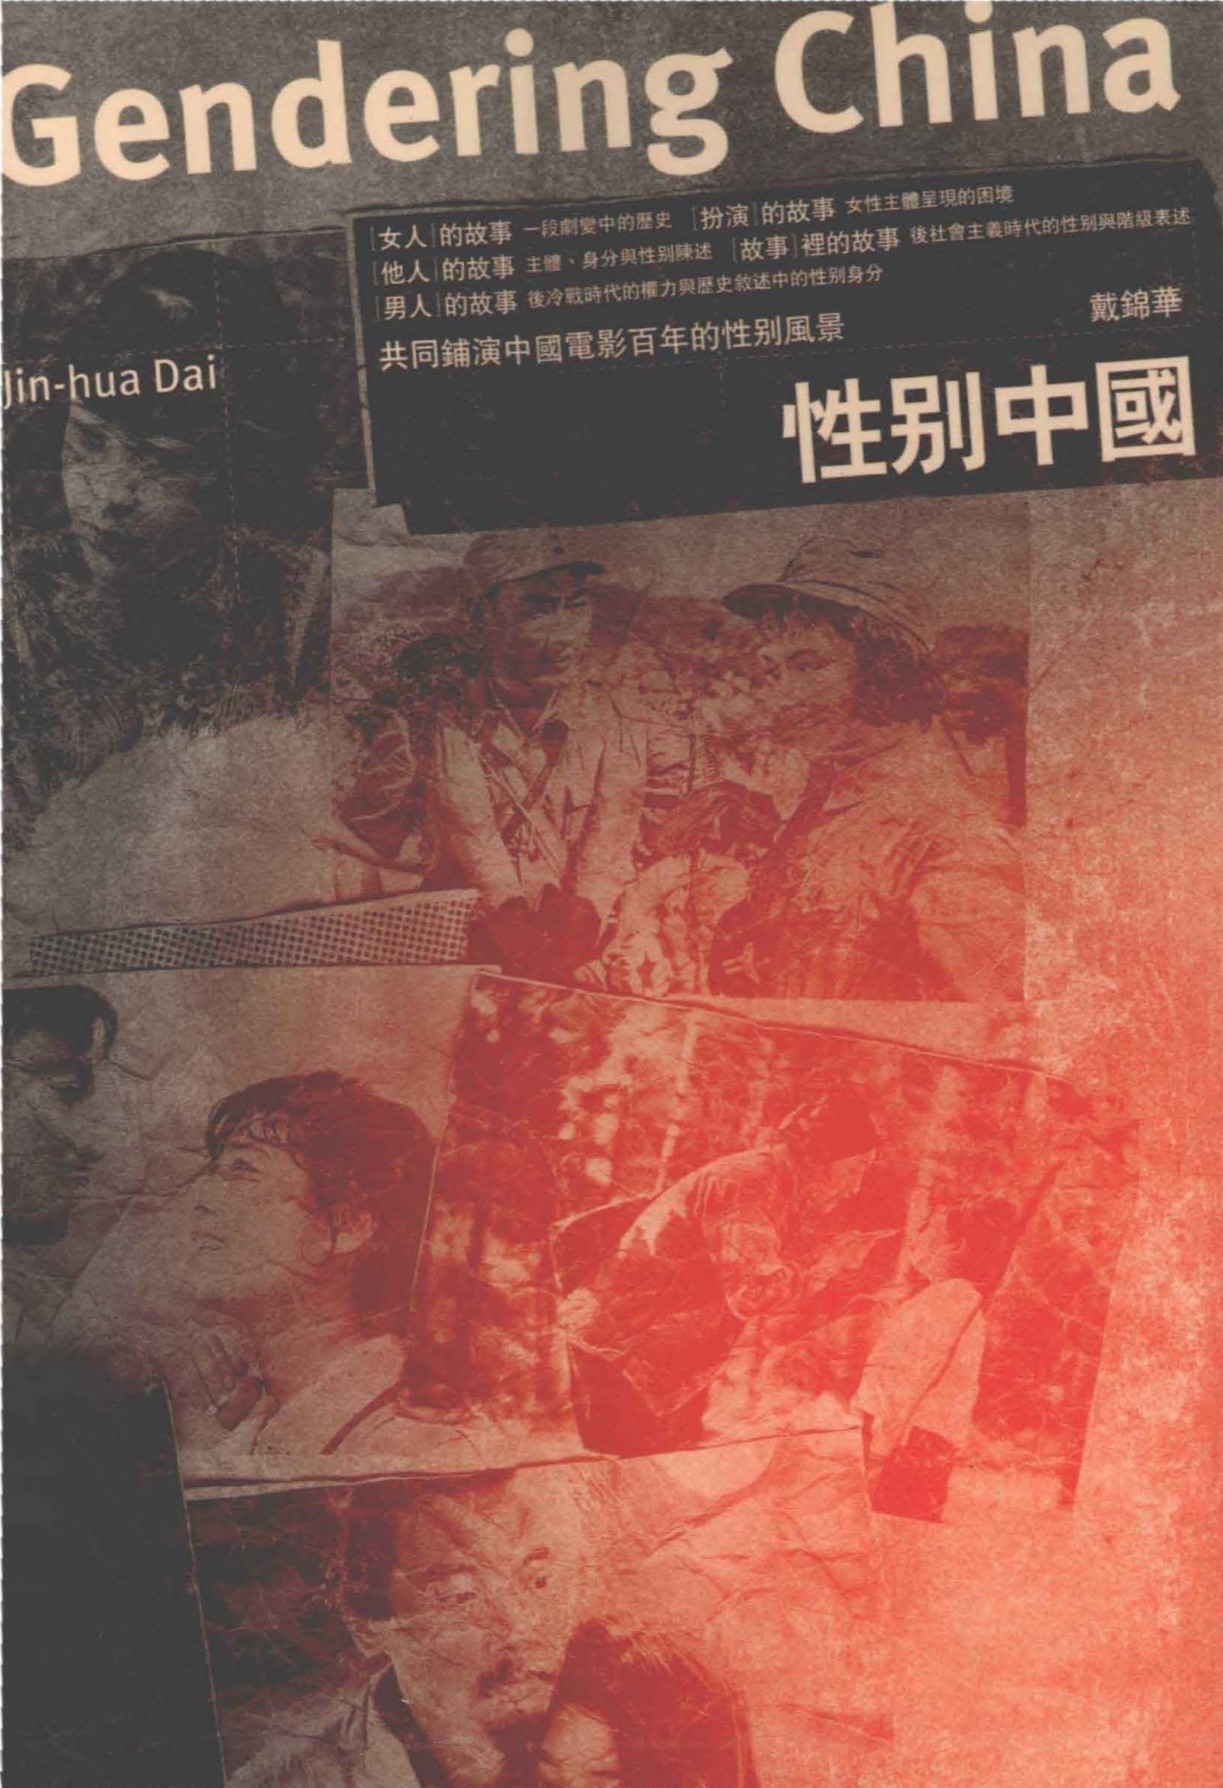 Gendering China
[女人]的故事 一段劇變中的歷史 [扮演]的故事 女性主體呈現的困境
[他人]的故事 主體、身分與性別陳述 [故事]裡的故事 後社會主義時代的性別與階級表述
[男人]的故事 後冷戰時代的權力與歷史敘述中的性別身分
共同鋪演中國電影百年的性別風景
戴錦華
Jin-hua Dai
性別中國